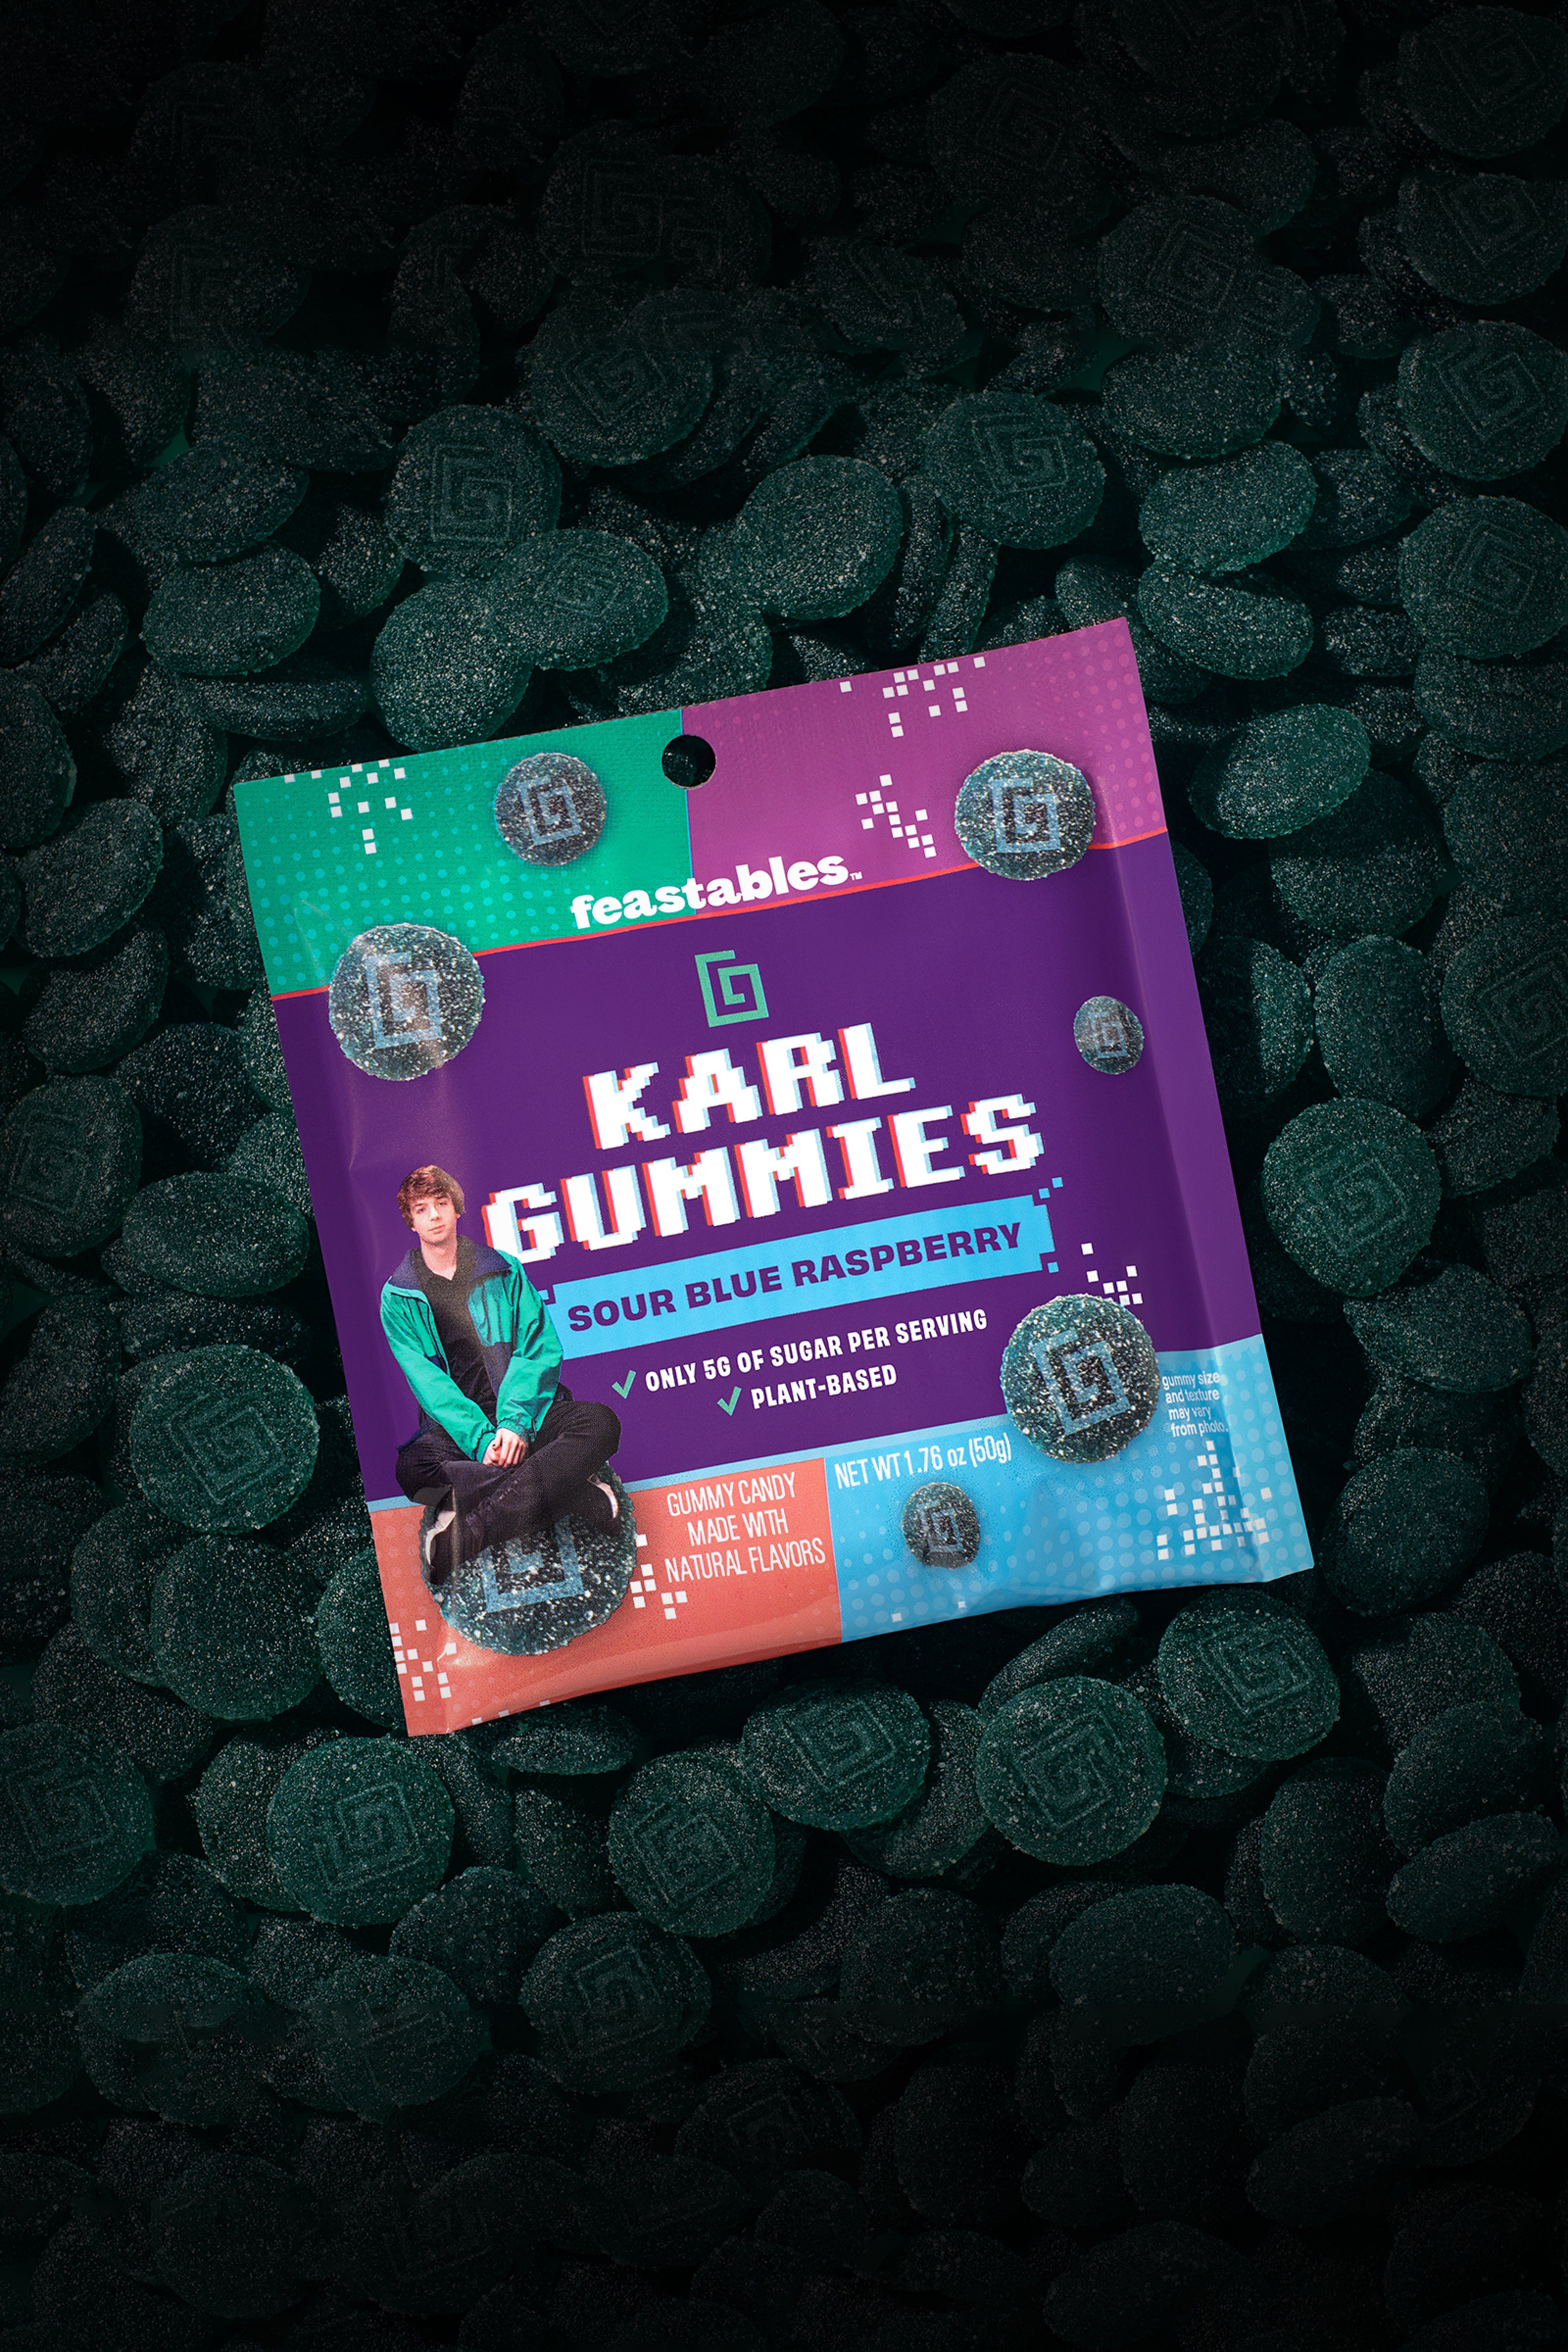 feastables™
KARL
GUMMIES
SOUR BLUE RASPBERRY
ONLY 5G OF SUGAR PER SERVING
PLANT-BASED
gummy size
and texture
may vary
from photo.
NET WT 1.76 oz (50g)
GUMMY CANDY
MADE WITH
NATURAL FLAVORS